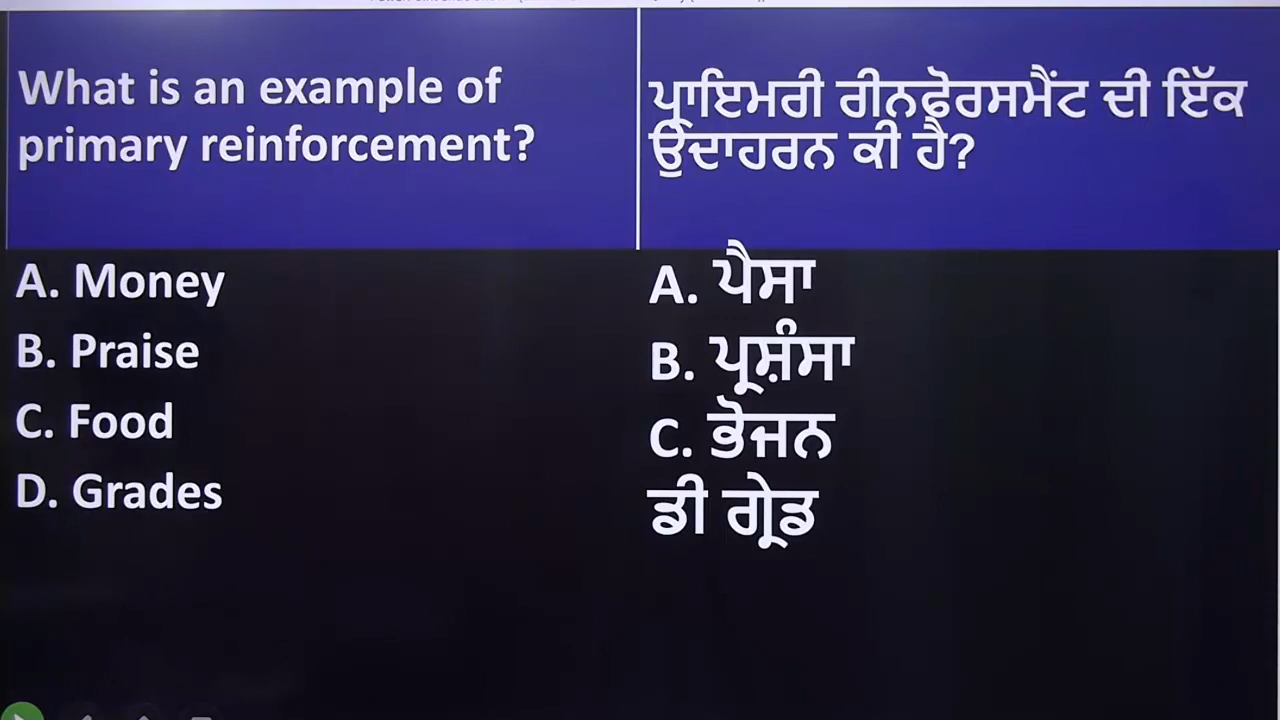 What is an example of
primary reinforcement?
A. Money
B. Praise
C. Food
D. Grades
ਪ੍ਰਾਇਮਰੀ ਰੀਨਫੋਰਸਮੈਂਟ ਦੀ ਇੱਕ
ਉਦਾਹਰਨ ਕੀ ਹੈ?
A. ਪੈਸਾ
B. ਪ੍ਰਸ਼ੰਸਾ
C. ਭੋਜਨ
ਡੀ ਗ੍ਰੇਡ